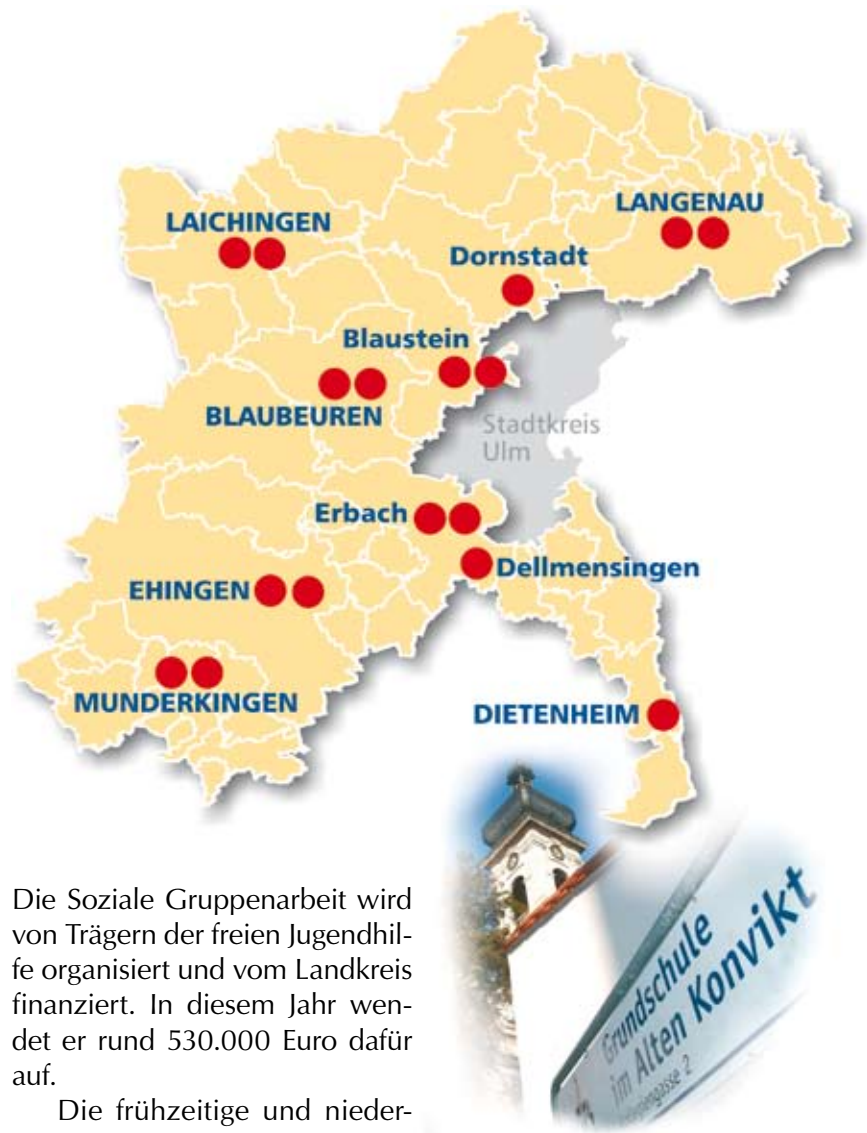 LAICHINGEN
LANGENAU
Dornstadt
Blaustein
BLAUBEUREN
Stadtkreis
Ulm
Erbach
Dellmensingen
EHINGEN
MUNDERKINGEN
DIETENHEIM
Grundschule
im Alten Konvikt
2
Die Soziale Gruppenarbeit wird
von Trägern der freien Jugendhil-
fe organisiert und vom Landkreis
finanziert. In diesem Jahr wen-
det er rund 530.000 Euro dafür
auf.
Die frühzeitige und nieder-